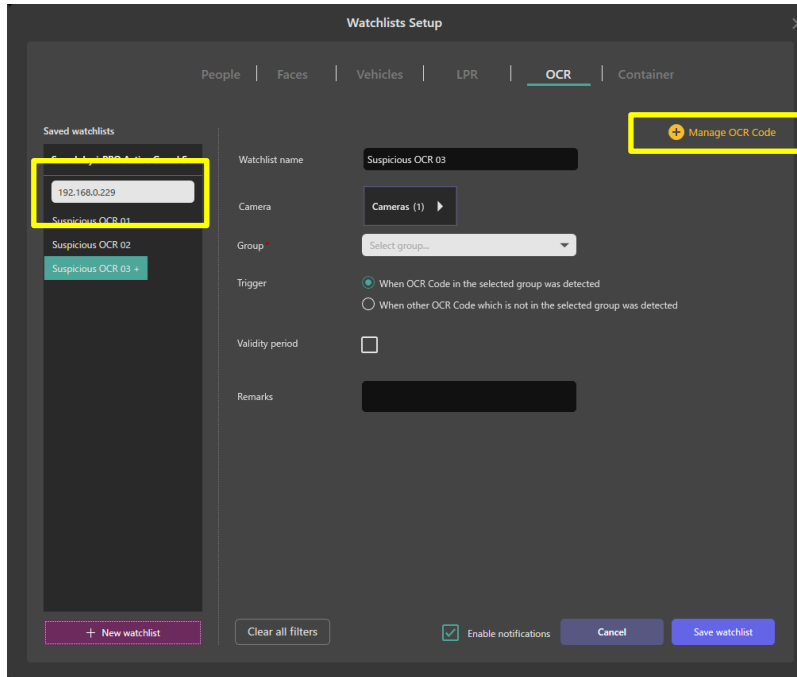 Watchlists Setup
People
Faces
Vehicles
LPR
OCR
Container
Saved watchlists
+ Manage OCR Code
192.168.0.229
Suspicious OCR 01
Suspicious OCR 02
Suspicious OCR 03 +
Watchlist name
Suspicious OCR 03
Camera
Cameras (1)
Group*
Select group...
Trigger
When OCR Code in the selected group was detected
When other OCR Code which is not in the selected group was detected
Validity period
Remarks
+ New watchlist
Clear all filters
Enable notifications
Cancel
Save watchlist